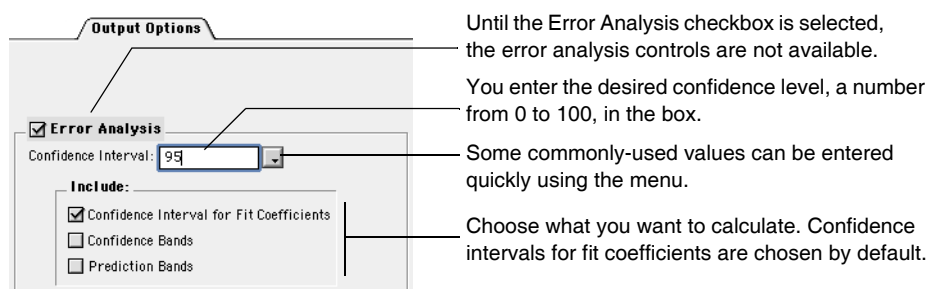 Output Options
Until the Error Analysis checkbox is selected,
the error analysis controls are not available.
You enter the desired confidence level, a number
from 0 to 100, in the box.
Error Analysis
Confidence Interval: 95
Some commonly-used values can be entered
quickly using the menu.
Include:
Confidence Interval for Fit Coefficients
Confidence Bands
Prediction Bands
Choose what you want to calculate. Confidence
intervals for fit coefficients are chosen by default.